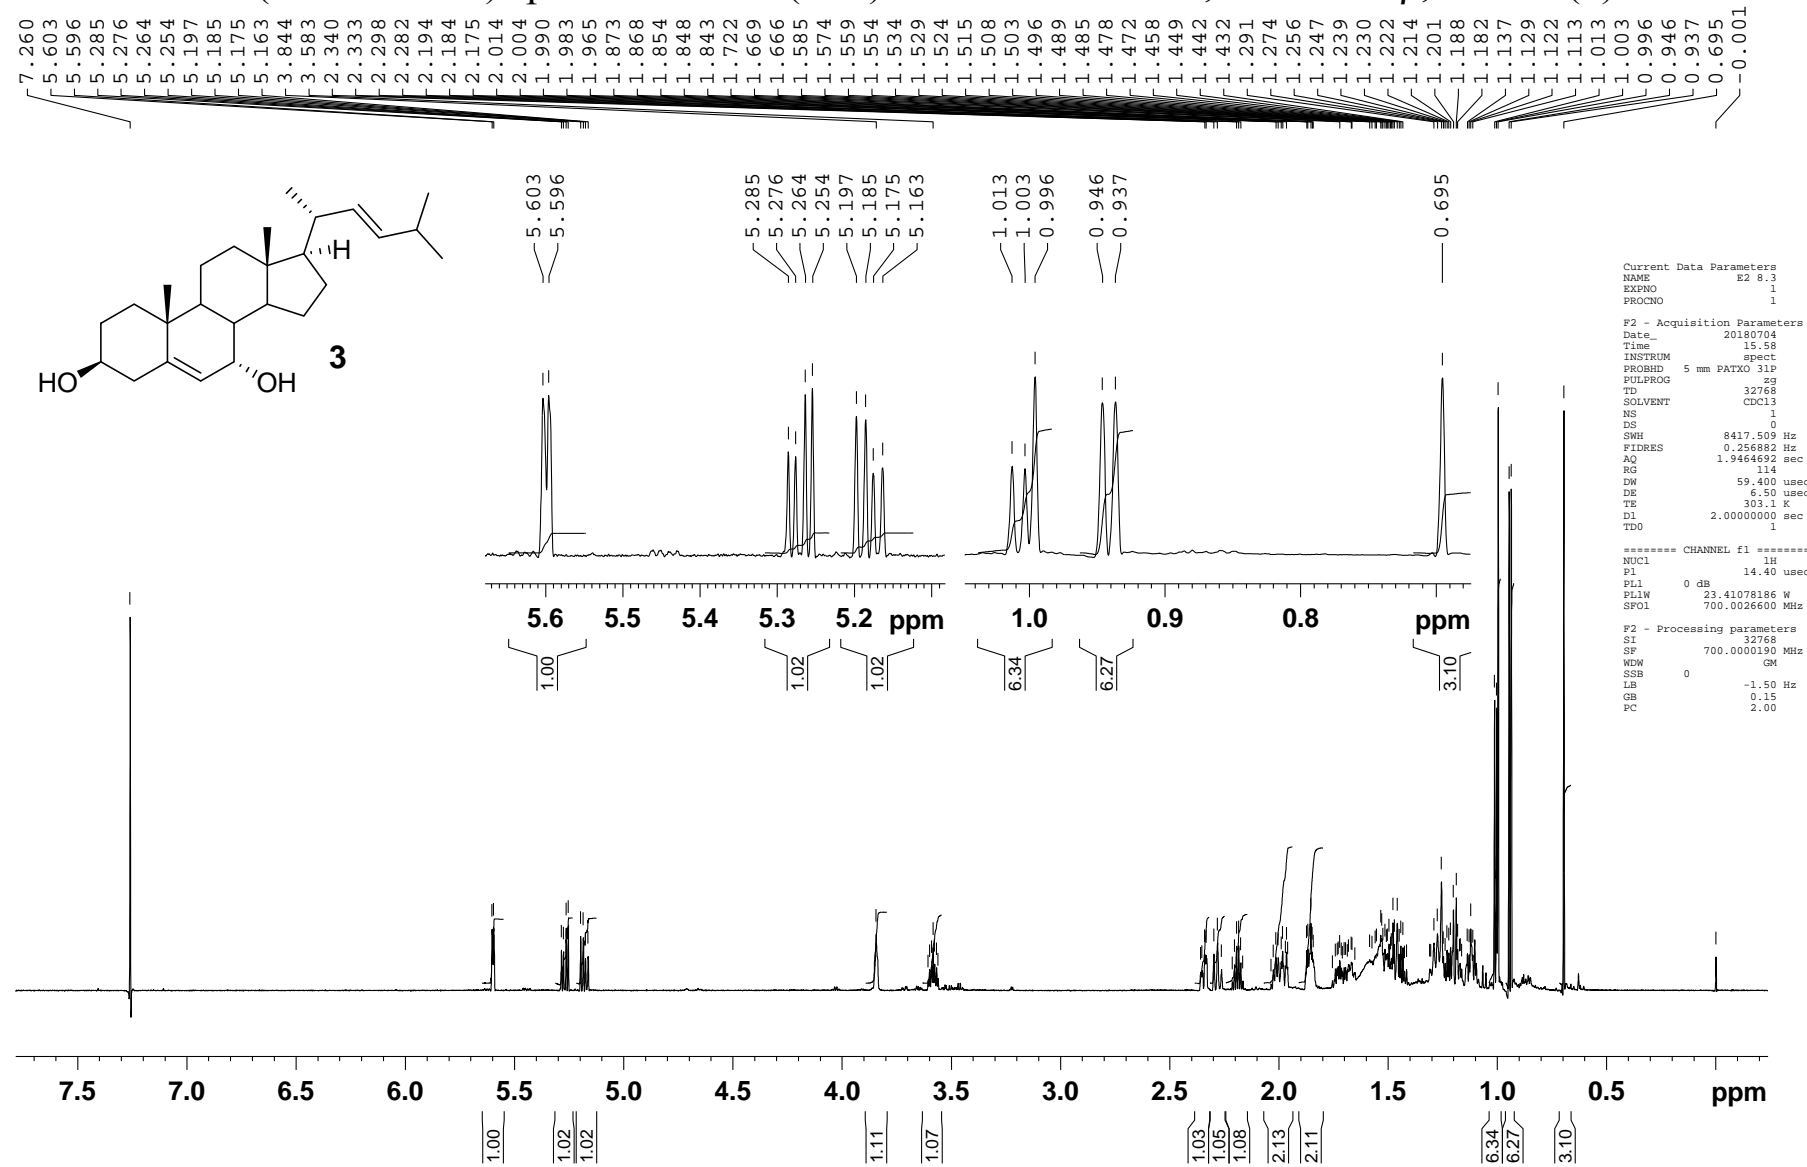 7.260 5.603 5.596 5.285 5.276 5.264 5.254 5.197 5.185 5.175 5.163 3.844 3.583 2.340 2.333 2.298 2.282 2.194 2.184 2.175 2.014 2.004 1.990 1.983 1.965 1.873 1.868 1.854 1.848 1.843 1.722 1.669 1.666 1.585 1.574 1.559 1.554 1.534 1.529 1.524 1.515 1.508 1.503 1.496 1.489 1.485 1.478 1.472 1.458 1.449 1.442 1.432 1.291 1.274 1.256 1.247 1.239 1.230 1.222 1.214 1.201 1.188 1.182 1.137 1.129 1.122 1.113 1.013 1.003 0.996 0.946 0.937 0.695 -0.001
5.603 5.596 5.285 5.276 5.264 5.254 5.197 5.185 5.175 5.163 1.013 1.003 0.996 0.946 0.937 0.695
H
HO OH 3
5.6 5.5 5.4 5.3 5.2 ppm 1.0 0.9 0.8 ppm
1.00 1.02 1.02 6.34 6.27 3.10
Current Data Parameters
NAME E2 8.3
EXPNO 1
PROCNO 1
F2 - Acquisition Parameters
Date_ 20180704
Time 15.58
INSTRUM spect
PROBHD 5 mm PATXO 31P
PULPROG zg
TD 32768
SOLVENT CDCl3
NS 1
DS 0
SWH 8417.509 Hz
FIDRES 0.256882 Hz
AQ 1.9464692 sec
RG 114
DW 59.400 usec
DE 6.50 usec
TE 303.1 K
D1 2.00000000 sec
TD0 1
======== CHANNEL f1 ========
NUC1 1H
P1 14.40 usec
PL1 0 dB
PL1W 23.41078186 W
SFO1 700.0026600 MHz
F2 - Processing parameters
SI 32768
SF 700.0000190 MHz
WDW GM
SSB 0
LB -1.50 Hz
GB 0.15
PC 2.00
7.5 7.0 6.5 6.0 5.5 5.0 4.5 4.0 3.5 3.0 2.5 2.0 1.5 1.0 0.5 ppm
1.00 1.02 1.02 1.11 1.07 1.03 1.05 1.08 2.13 2.11 6.34 6.27 3.10